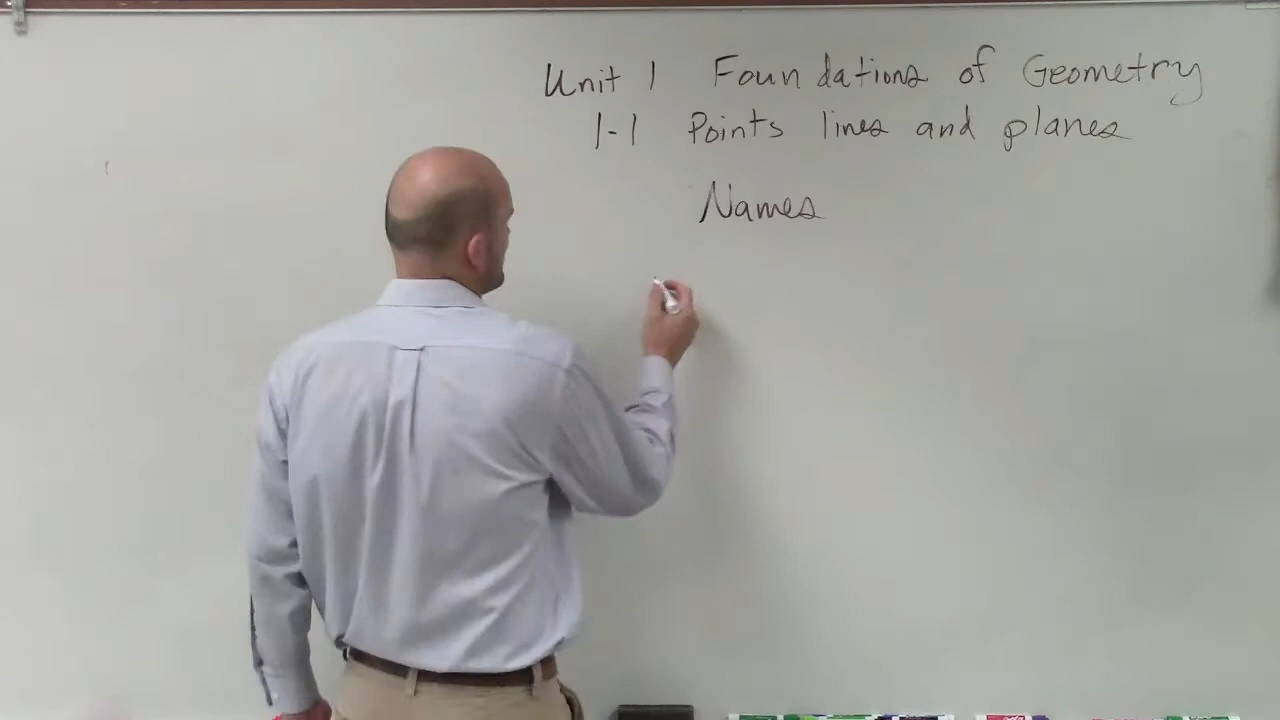 Unit 1 Foundations of Geometry
1-1 Points lines and planes
Names